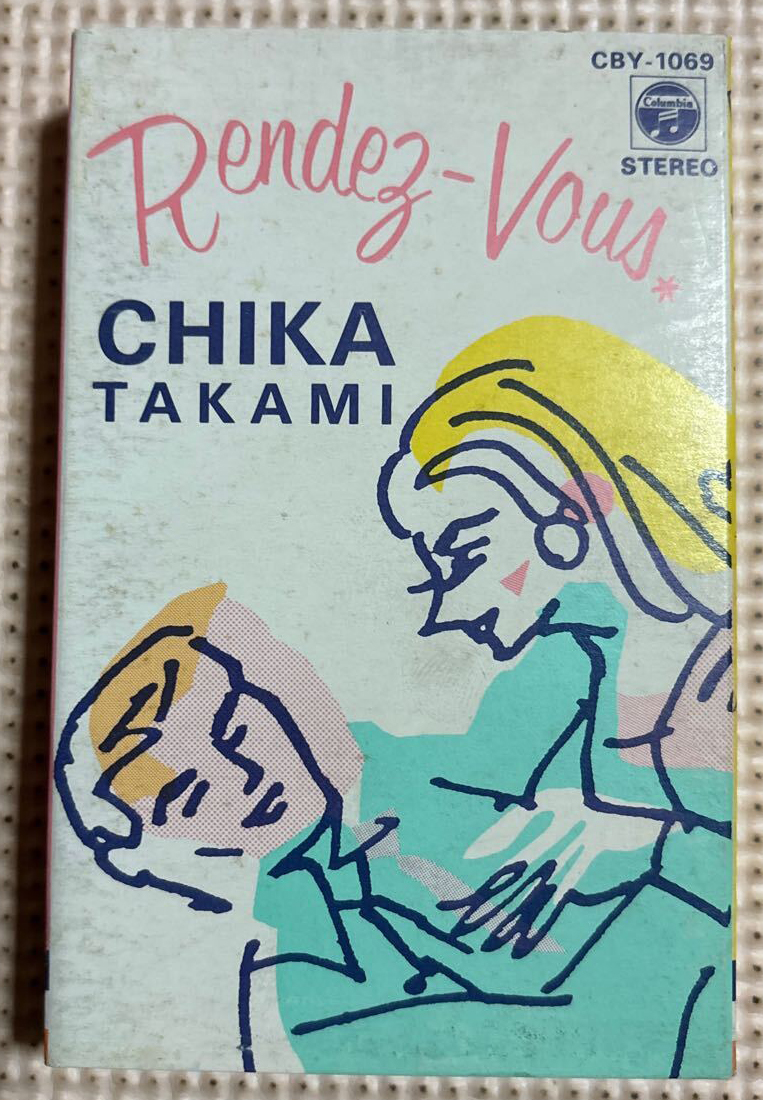 CBY-1069
Columbia
STEREO
Rendez-Vous*
CHIKA
TAKAMI